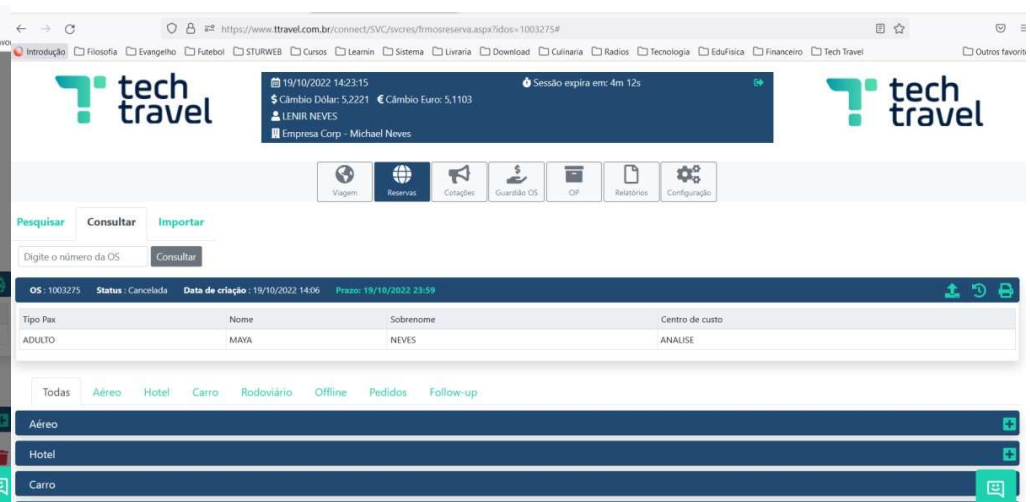 https://www.ttravel.com.br/connect/SVC/svcres/frmosreserva.aspx?idos=1003275#
Introdução Filosofia Evangelho Futebol STURWEB Cursos Learnin Sistema Livraria Download Culinaria Radios Tecnologia EduFisica Financeiro Tech Travel Outros favorit
tech travel
19/10/2022 14:23:15 Sessão expira em: 4m 12s
$ Câmbio Dólar: 5,2221 € Câmbio Euro: 5,1103
LENIR NEVES
Empresa Corp - Michael Neves
tech travel
Viagem Reservas Cotações Guardião OS OP Relatórios Configuração
Pesquisar Consultar Importar
Digite o número da OS Consultar
OS : 1003275 Status : Cancelada Data de criação : 19/10/2022 14:06 Prazo: 19/10/2022 23:59
Tipo Pax Nome Sobrenome Centro de custo
ADULTO MAYA NEVES ANALISE
Todas Aéreo Hotel Carro Rodoviário Offline Pedidos Follow-up
Aéreo
Hotel
Carro